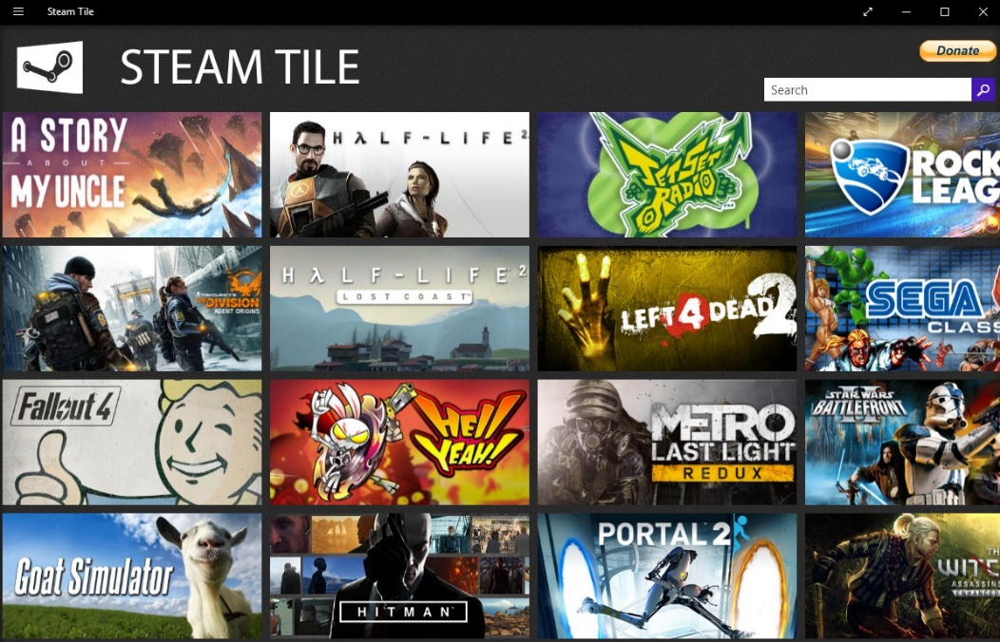 Steam Tile
STEAM TILE
Donate
Search
A STORY
ABOUT
MY UNCLE
HALF-LIFE 2
JET SET
RADIO
ROCK
LEAG
TOM CLANCY'S
THE DIVISION
AGENT ORIGINS
HALF-LIFE 2
LOST COAST
LEFT 4 DEAD 2
SEGA
CLASS
Fallout 4
HELL
YEAH!
METRO
LAST LIGHT
REDUX
STAR WARS
BATTLEFRONT
II
Goat Simulator
HITMAN
PORTAL 2
TH
WITC
ASSASSINS
ENHANCED